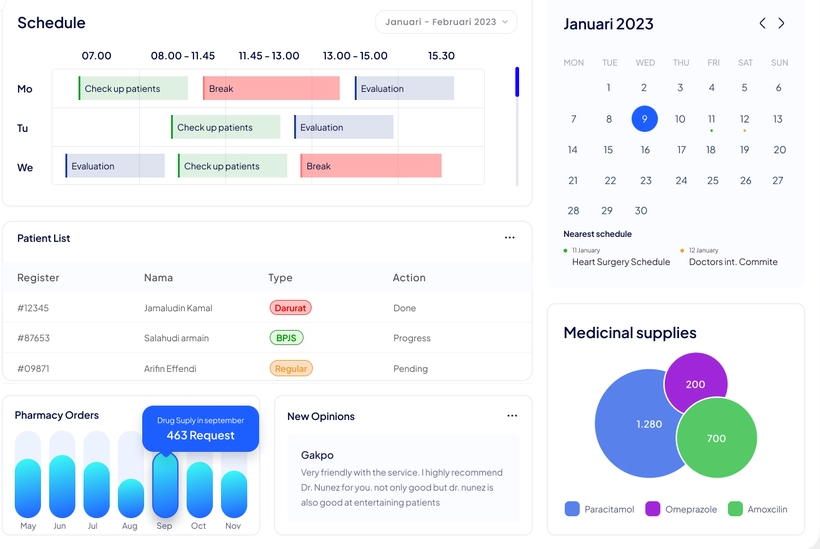 Schedule
Januari - Februari 2023
07.00 08.00 - 11.45 11.45 - 13.00 13.00 - 15.00 15.30
Mo Check up patients Break Evaluation
Tu Check up patients Evaluation
We Evaluation Check up patients Break
Patient List
Register Nama Type Action
#12345 Jamaludin Kamal Darurat Done
#87653 Salahudi armain BPJS Progress
#09871 Arifin Effendi Regular Pending
Pharmacy Orders
Drug Suply in september
463 Request
May Jun Jul Aug Sep Oct Nov
New Opinions
Gakpo
Very friendly with the service. I highly recommend
Dr. Nunez for you. not only good but dr. nunez is
also good at entertaining patients
Januari 2023
MON TUE WED THU FRI SAT SUN
1 2 3 4 5 6
7 8 9 10 11 12 13
14 15 16 17 18 19 20
21 22 23 24 25 26 27
28 29 30
Nearest schedule
11 January
Heart Surgery Schedule
12 January
Doctors int. Commite
Medicinal supplies
200
1.280
700
Paracitamol Omeprazole Amoxcilin